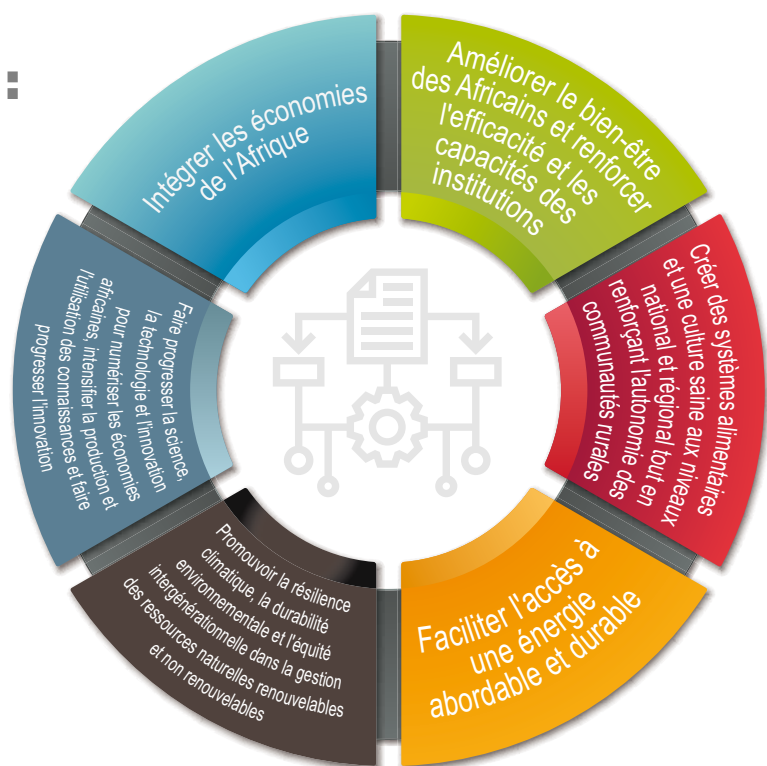 :
Intégrer les économies
de l'Afrique
Améliorer le bien-être
des Africains et renforcer
l'efficacité et les
capacités des
institutions
Créer des systèmes alimentaires
et une culture saine aux niveaux
national et régional tout en
renforçant l'autonomie des
communautés rurales
Faciliter l'accès à
une énergie
abordable et durable
Promouvoir la résilience
climatique, la durabilité
environnementale et l'équité
intergénérationnelle dans la gestion
des ressources naturelles renouvelables
et non renouvelables
Faire progresser la science,
la technologie et l'innovation
pour numériser les économies
africaines, intensifier la production et
l'utilisation des connaissances et faire
progresser l'innovation